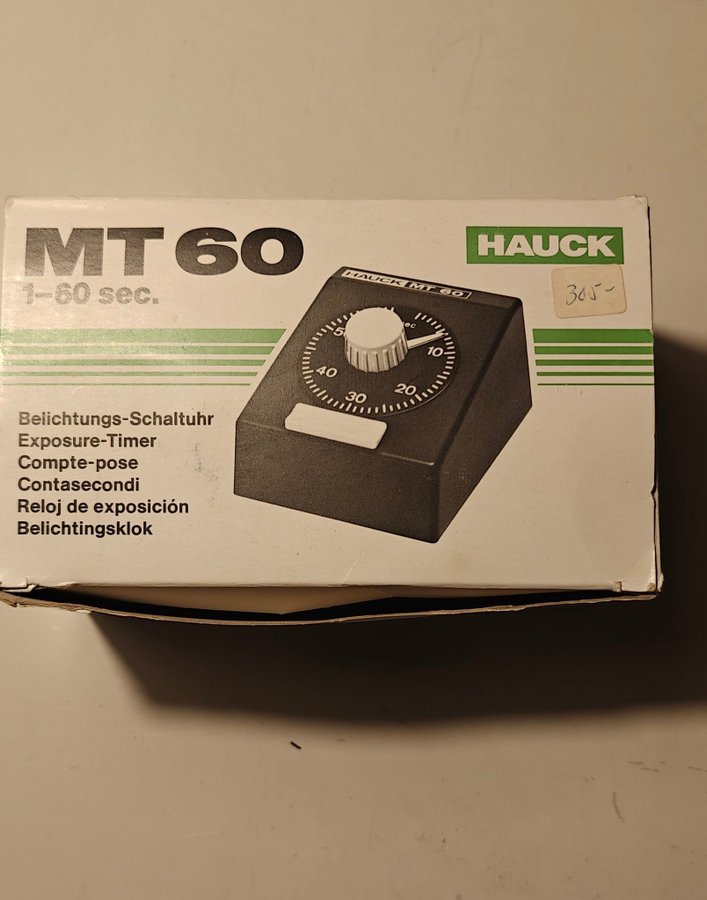 MT 60
HAUCK
1-60 sec.
305-
HAUCK MT 60
sec
10
20
30
40
Belichtungs-Schaltuhr
Exposure-Timer
Compte-pose
Contasecondi
Reloj de exposición
Belichtingsklok